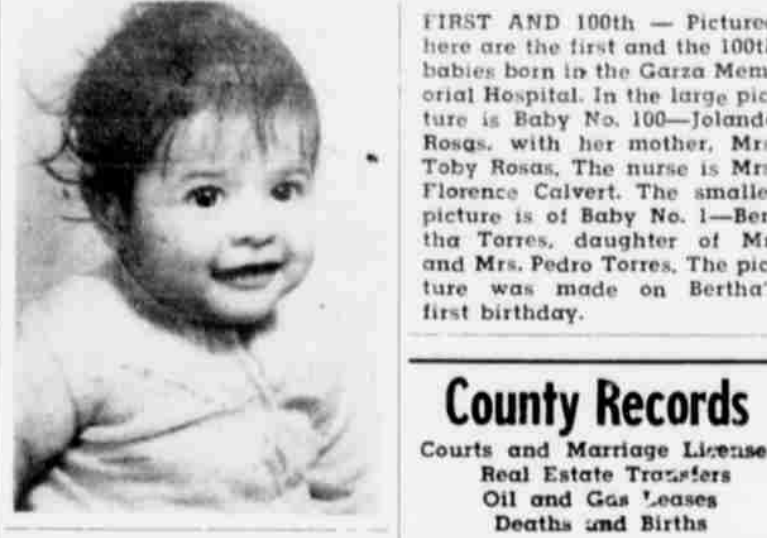 FIRST AND 100th — Picture
here are the first and the 100th
babies born in the Garza Mem-
orial Hospital. In the large pic-
ture is Baby No. 100—Jolanda
Rosas, with her mother, Mrs.
Toby Rosas, The nurse is Mrs.
Florence Calvert. The smaller
picture is of Baby No. 1—Ber-
tha Torres, daughter of Mr.
and Mrs. Pedro Torres, The pic-
ture was made on Bertha's
first birthday.
County Records
Courts and Marriage License
Real Estate Transfers
Oil and Gas Leases
Deaths and Births